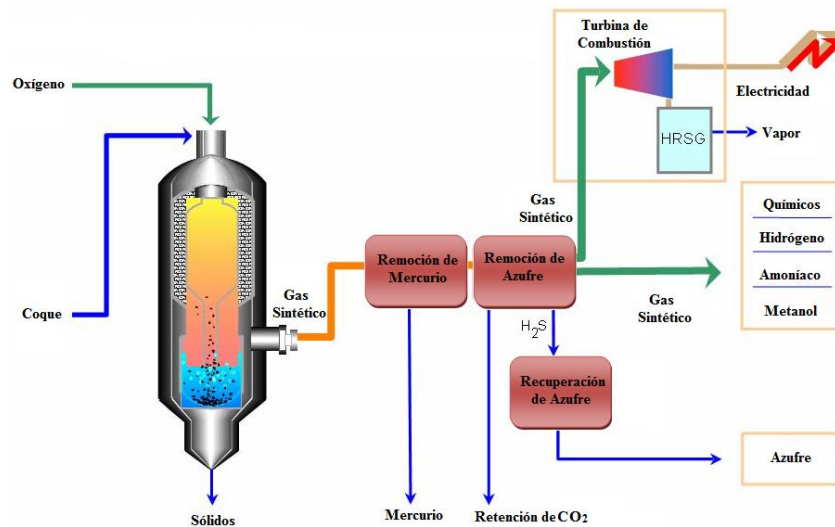 Turbina de
Combustión
Oxígeno
Electricidad
HRSG
Vapor
Gas
Sintético
Químicos
Hidrógeno
Amoníaco
Metanol
Remoción de
Mercurio
Remoción de
Azufre
Gas
Sintético
Coque
Gas
Sintético
H2S
Recuperación
de Azufre
Azufre
Sólidos
Mercurio
Retención de CO2